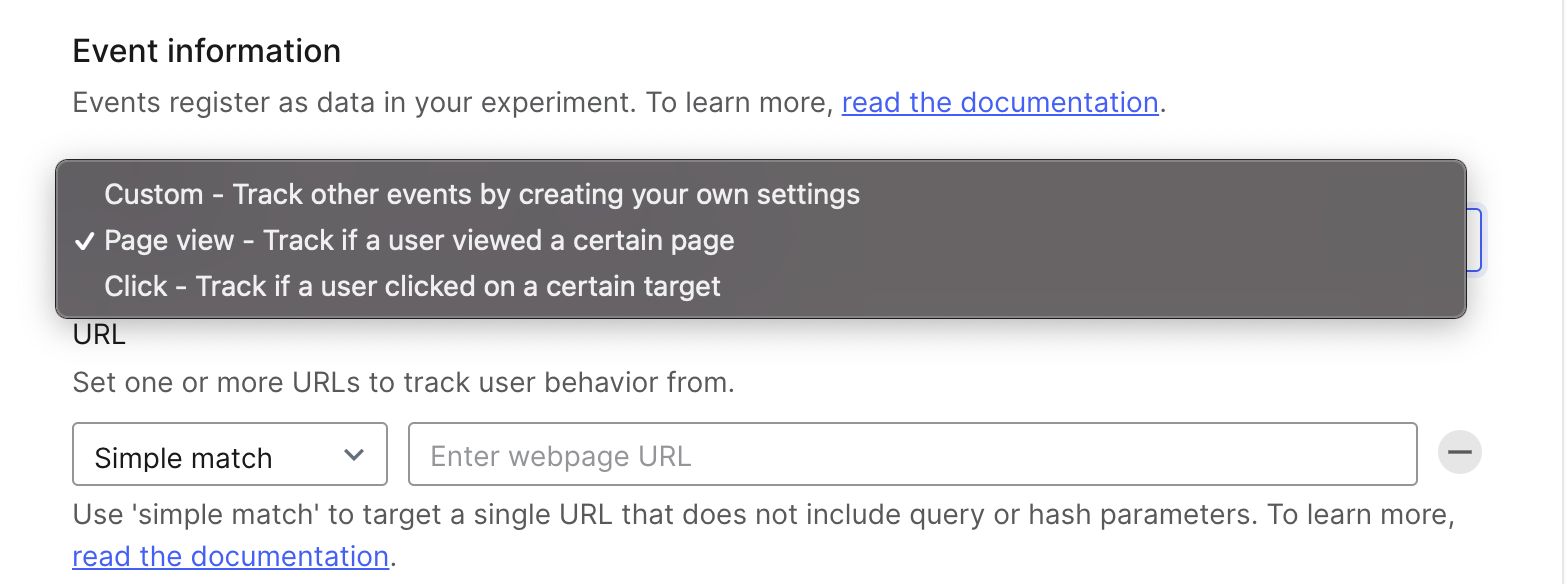 Event information
Events register as data in your experiment. To learn more, read the documentation.
Custom - Track other events by creating your own settings
Page view - Track if a user viewed a certain page
Click - Track if a user clicked on a certain target
URL
Set one or more URLs to track user behavior from.
Simple match
Enter webpage URL
Use 'simple match' to target a single URL that does not include query or hash parameters. To learn more,
read the documentation.